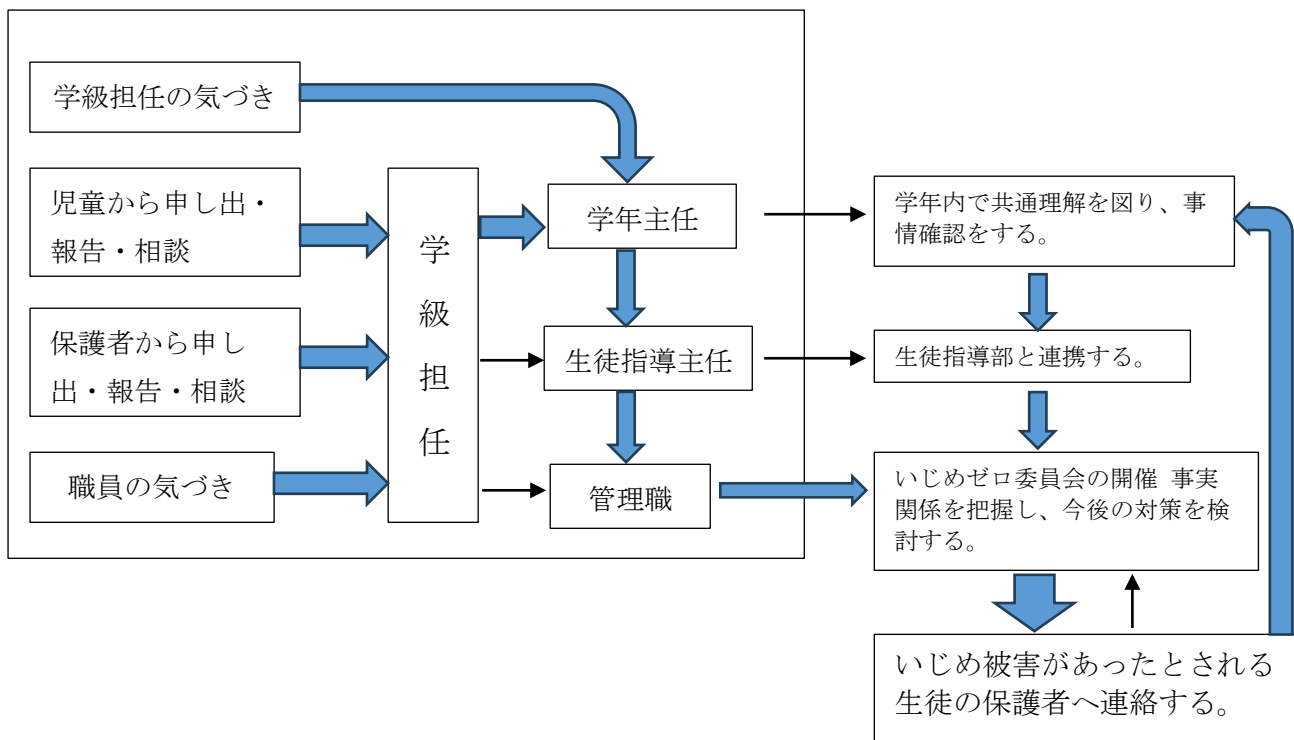 学級担任の気づき
児童から申し出・
報告・相談
保護者から申し
出・報告・相談
職員の気づき
学
級
担
任
学年主任
生徒指導主任
管理職
学年内で共通理解を図り、事
情確認をする。
生徒指導部と連携する。
いじめゼロ委員会の開催 事実
関係を把握し、今後の対策を検
討する。
いじめ被害があったとされる
生徒の保護者へ連絡する。